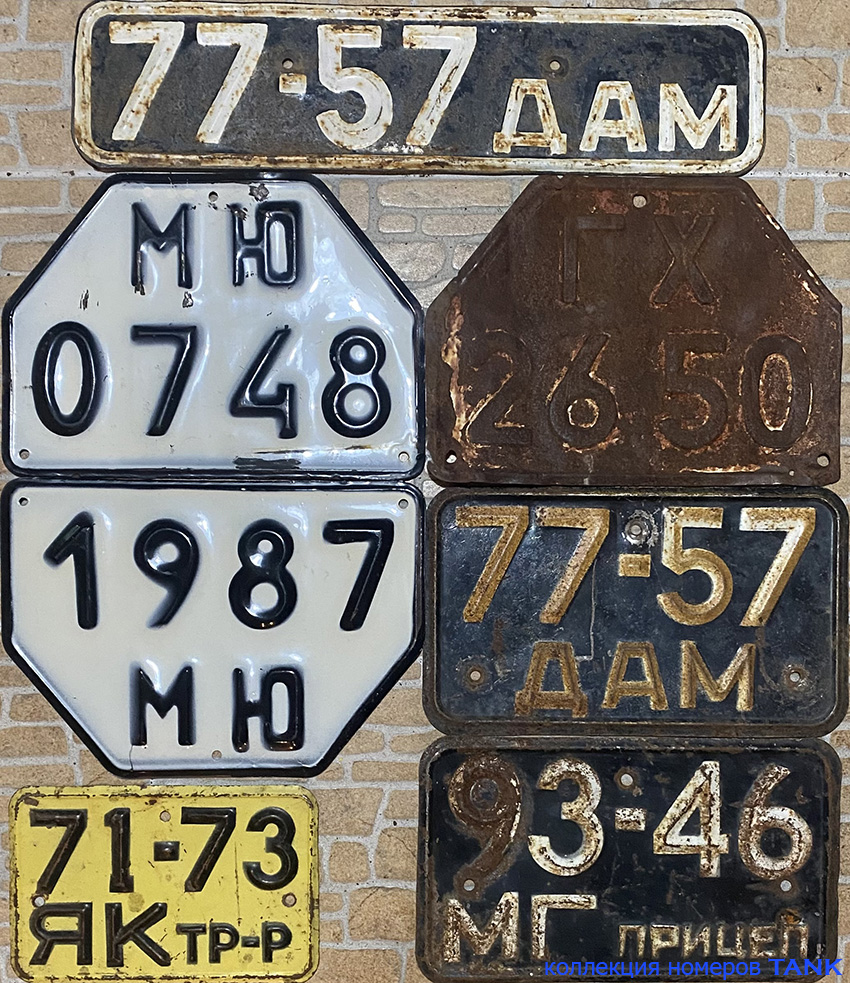 77-57 ДАМ
МЮ
0748
ГХ
2650
1987
МЮ
77-57
ДАМ
71-73
ЯК ТР-Р
93-46
МГ ПРИЦЕП
коллекция номеров TANK